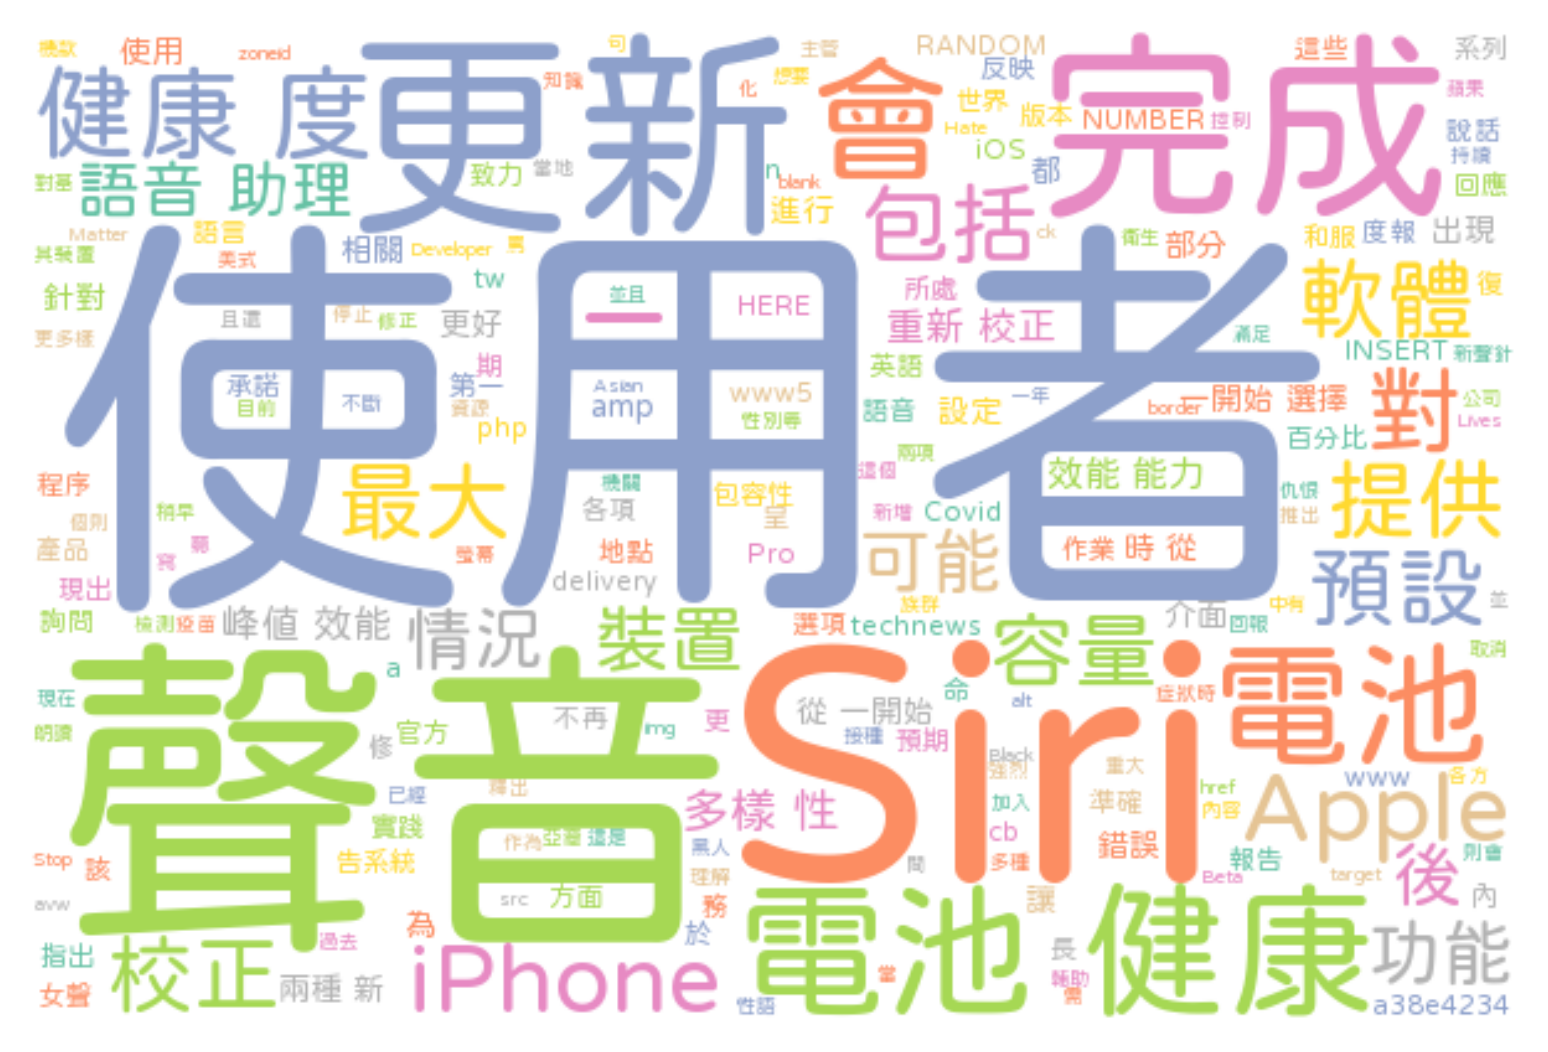 機款
使用
zoneid
句
主管
RANDOM
這些
系列
健康 度
更新
知識
化
想要
會
反映
世界
版本
NUMBER
控制
完成
蘋果
說話
持續
Hate
iOS
都
對臺
語音 助理
致力
當地
n
blank
進行
包括
ck
回應
Matter
語言
其裝置
美式
相關
Developer
罵
tw
衛生
部分
和服
度報
出現
針對
使用者
並且
一
HERE
所處
軟體
復
更多樣
且還
停止
修正
更好
重新 校正
滿足
INSERT
新聲針
期
承諾
目前
不斷
第一
資源
php
Asian
amp
www5
性別等
英語
語音
設定
一年
border
一開始
選擇
對
公司
Lives
百分比
兩項
這個
程序
最大
機關
各項
包容性
呈
新增
Covid
效能 能力
仇恨
推出
提供
個別
稍早
產品
寫
聽
螢幕
地點
Pro
可能
作業 時 從
現出
delivery
預設
族群
介面
回報
中有
並
詢問
檢測
疫苗
峰值 效能
情況
裝置
選項
technews
容量
取消
聲音
Siri
電池
現在
a
命
alt
症狀時
朗讀
修
官方
不再
img
更
從 一開始
接種
預期
Black
強烈
重大
www
各方
已經
釋出
href
內容
Apple
實踐
多樣 性
加入
準確
cb
作為
亞裔
這是
黑人
錯誤
報告
則會
Stop
該
告系統
間
多種
Beta
target
後
理解
avw
src
方面
務
讓
內
為
於
指出
過去
長
功能
校正
女聲
兩種 新
iPhone
電池 健康
當
輔助
需
性語
a38e4234